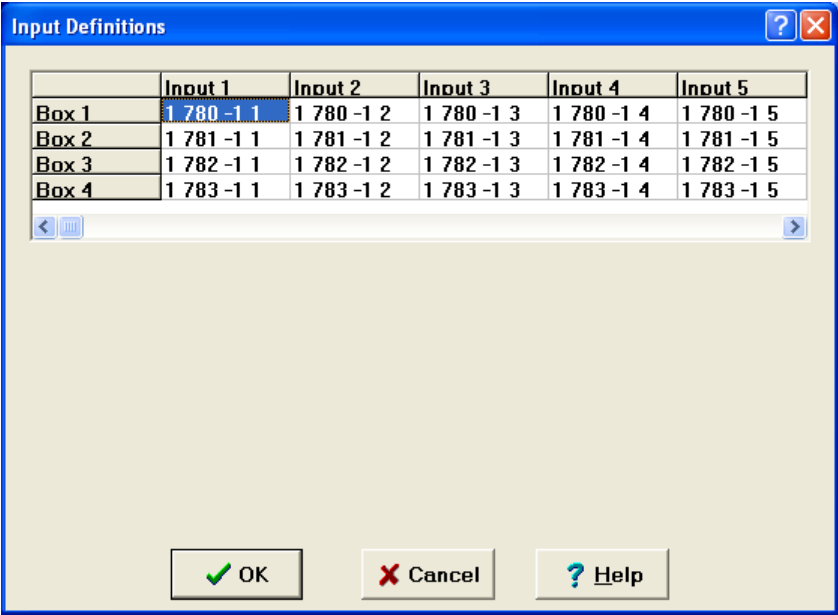 Input Definitions
Input 1 Input 2 Input 3 Input 4 Input 5
Box 1 1 780 -1 1 1 780 -1 2 1 780 -1 3 1 780 -1 4 1 780 -1 5
Box 2 1 781 -1 1 1 781 -1 2 1 781 -1 3 1 781 -1 4 1 781 -1 5
Box 3 1 782 -1 1 1 782 -1 2 1 782 -1 3 1 782 -1 4 1 782 -1 5
Box 4 1 783 -1 1 1 783 -1 2 1 783 -1 3 1 783 -1 4 1 783 -1 5
OK Cancel Help